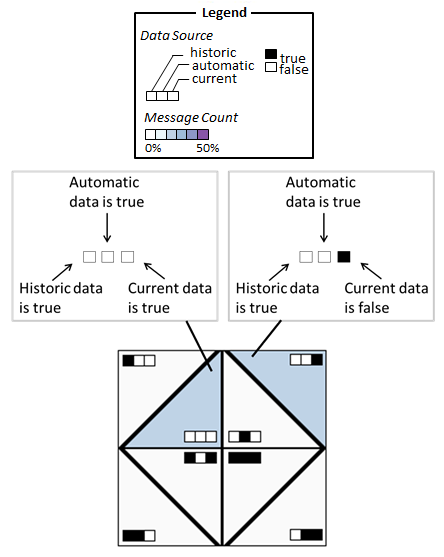 Legend
Data Source
historic
automatic
current
true
false
Message Count
0% 50%
Automatic
data is true
Historic data
is true
Current data
is true
Automatic
data is true
Historic data
is true
Current data
is false